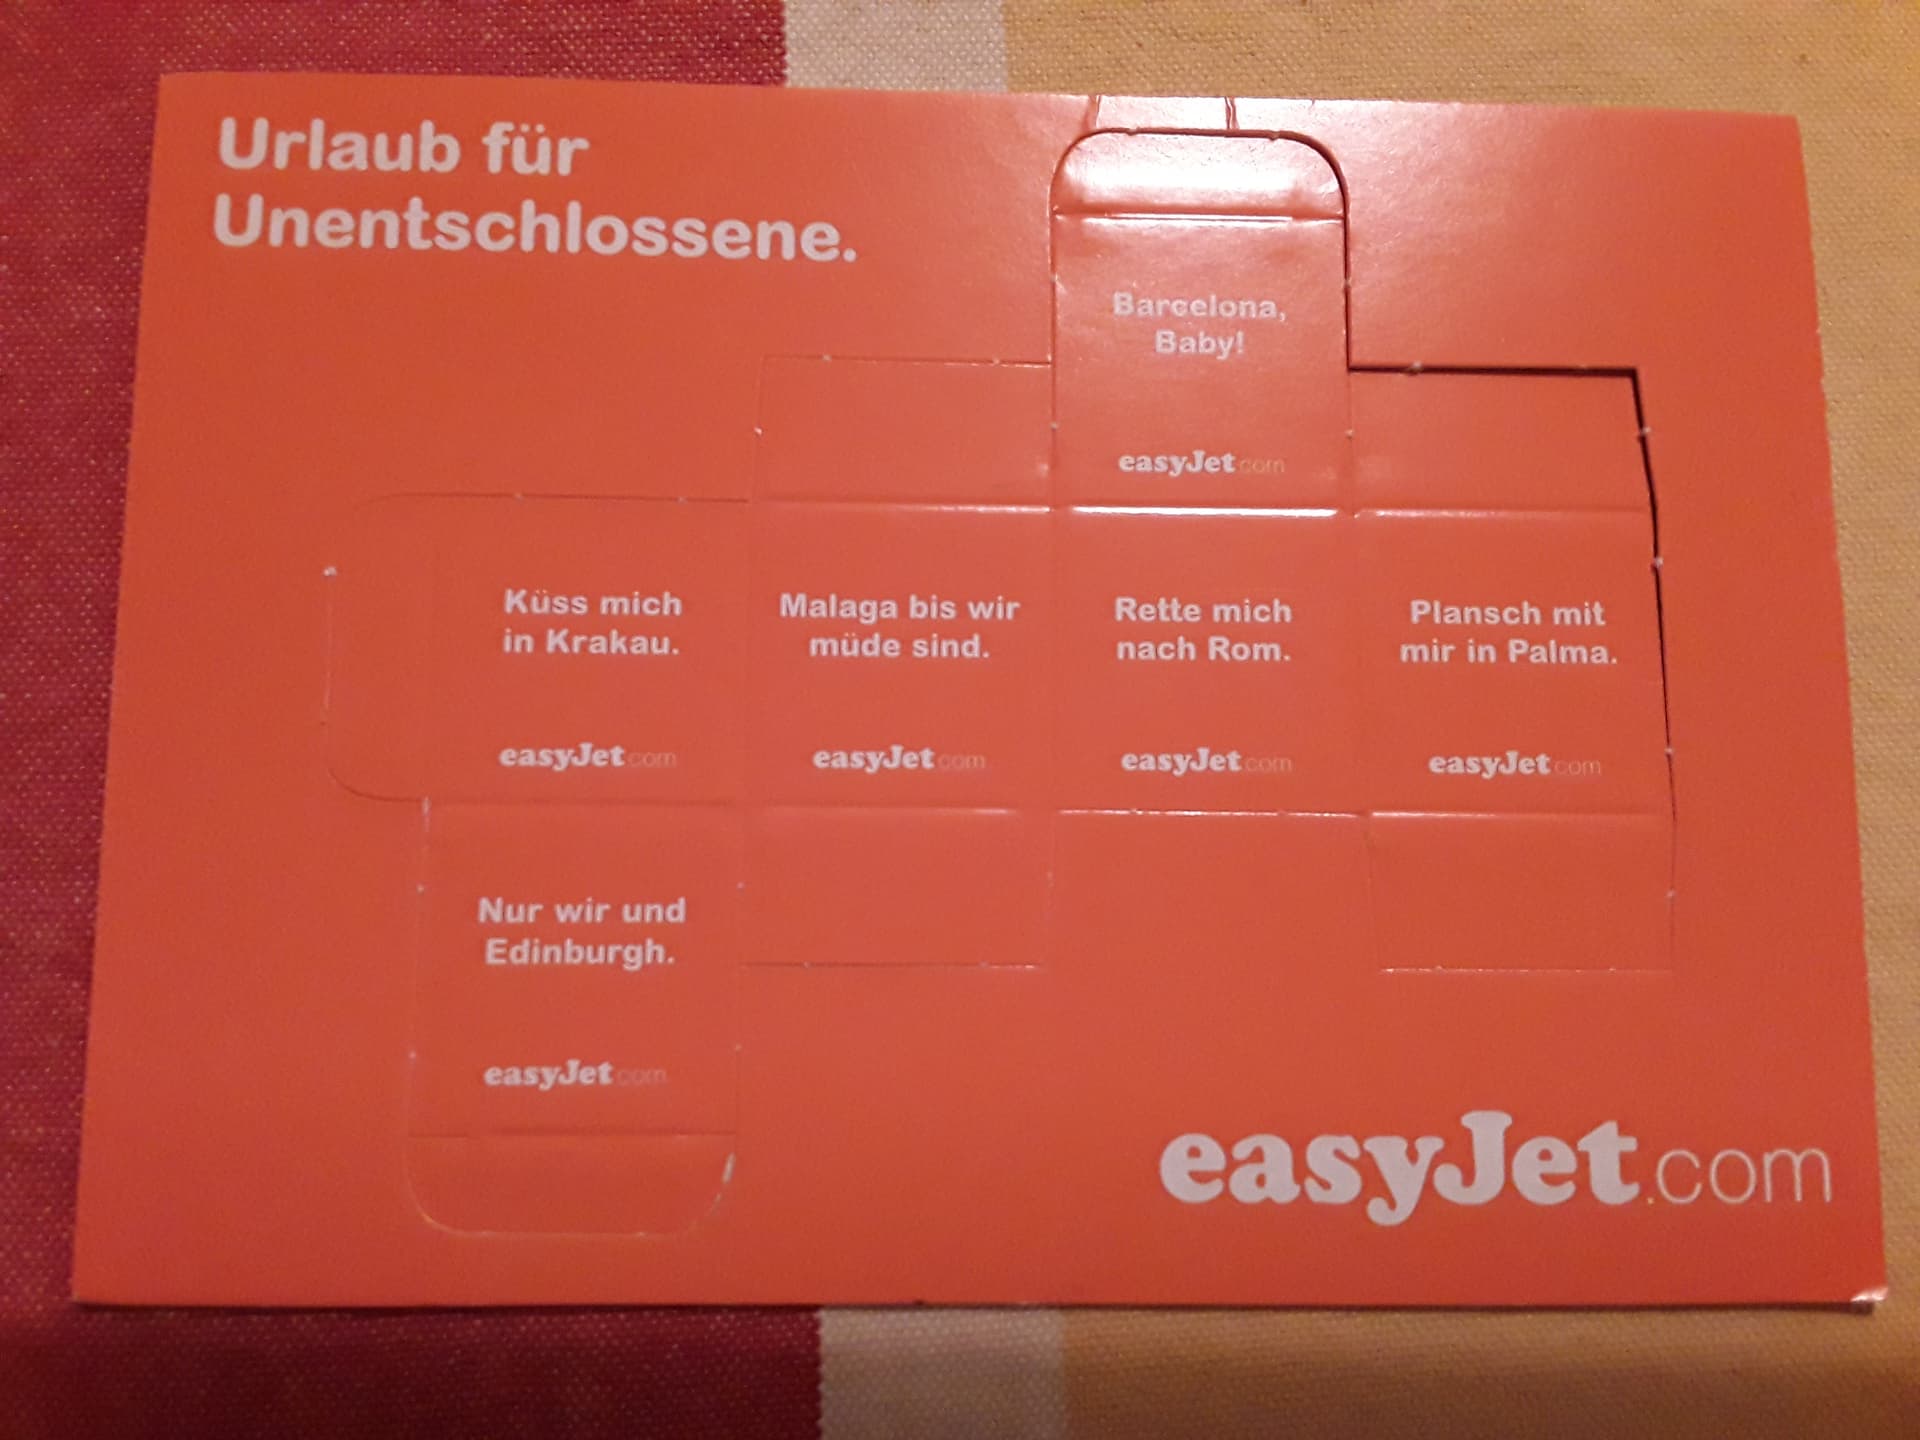 Urlaub für
Unentschlossene.
Barcelona,
Baby!
easyJet.com
Küss mich
in Krakau.
easyJet.com
Malaga bis wir
müde sind.
easyJet.com
Rette mich
nach Rom.
easyJet.com
Plansch mit
mir in Palma.
easyJet.com
Nur wir und
Edinburgh.
easyJet.com
easyJet.com